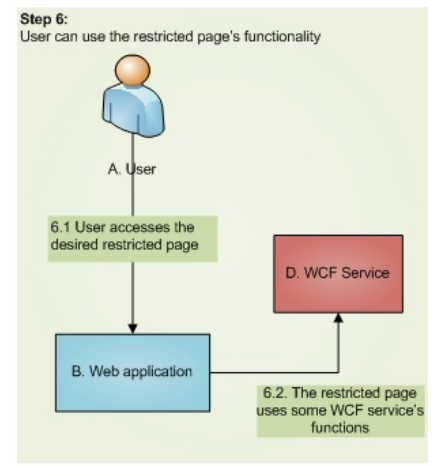 Step 6:
User can use the restricted page's functionality
A. User
6.1 User accesses the
desired restricted page
D. WCF Service
B. Web application
6.2. The restricted page
uses some WCF service's
functions